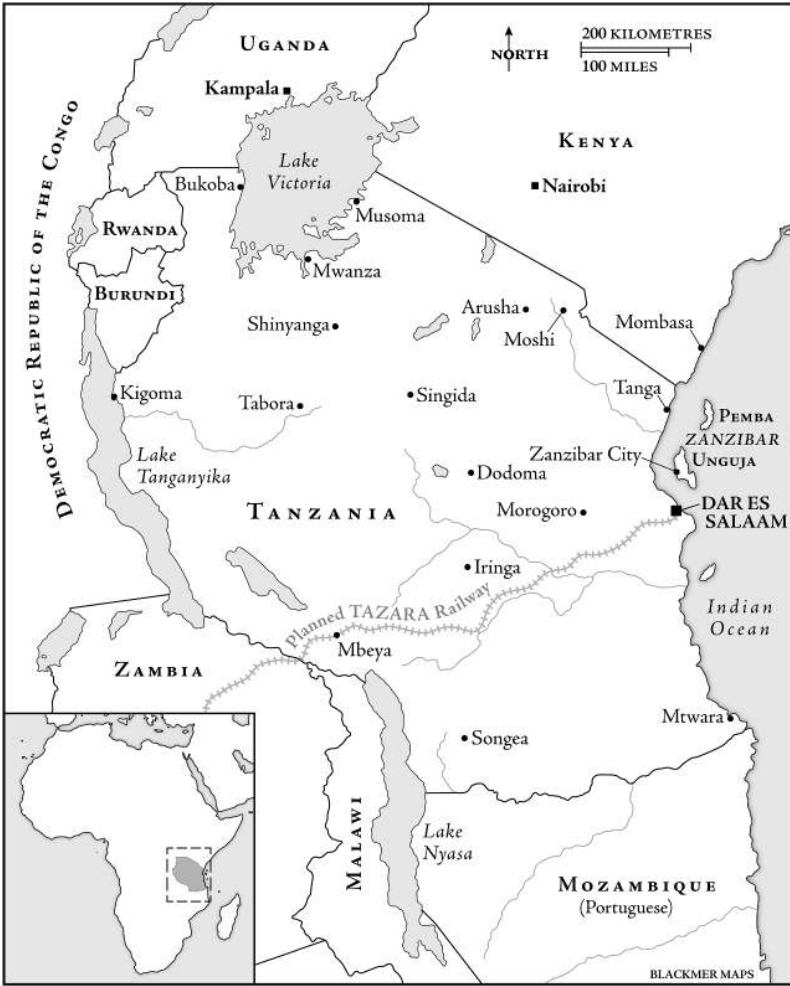 UGANDA
Kampala
NORTH
200 KILOMETRES
100 MILES
KENYA
Nairobi
DEMOCRATIC REPUBLIC OF THE CONGO
Lake
Victoria
Bukoba
Musoma
RWANDA
Mwanza
BURUNDI
Shinyanga
Arusha
Moshi
Mombasa
Kigoma
Tabora
Singida
Tanga
PEMBA
ZANZIBAR
UNGUJA
Zanzibar City
Lake
Tanganyika
Dodoma
TANZANIA
Morogoro
DAR ES
SALAAM
Iringa
Planned TAZARA Railway
Indian
Ocean
Mbeya
ZAMBIA
Mtwara
Songea
MALAWI
Lake
Nyasa
MOZAMBIQUE
(Portuguese)
BLACKMER MAPS